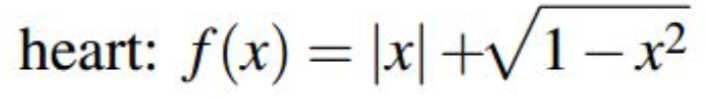 heart: f(x) = |x| +√1 − x²